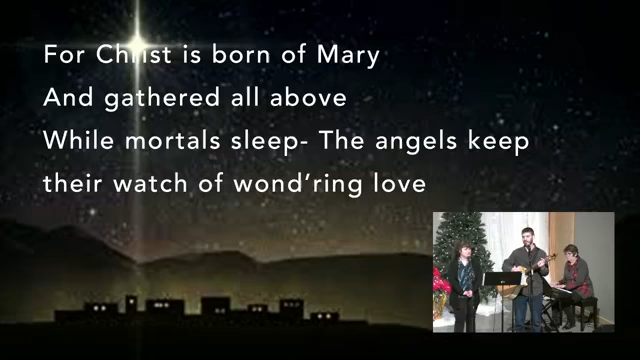 For Christ is born of Mary
And gathered all above
While mortals sleep- The angels keep
their watch of wond'ring love